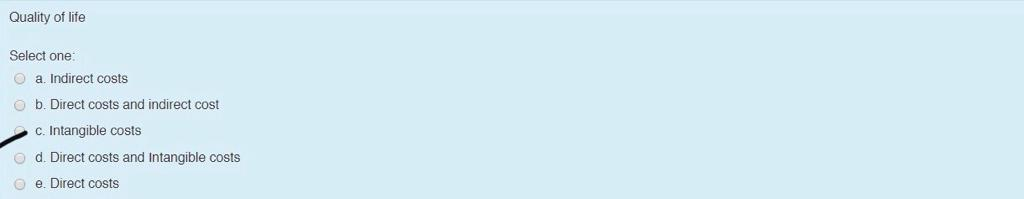 Quality of life
Select one:
a. Indirect costs
b. Direct costs and indirect cost
c. Intangible costs
d. Direct costs and Intangible costs
e. Direct costs